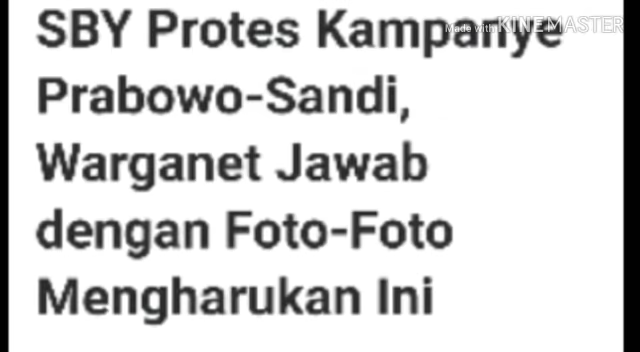 SBY Protes Kampanye
Made with KINEMASTER
Prabowo-Sandi,
Warganet Jawab
dengan Foto-Foto
Mengharukan Ini